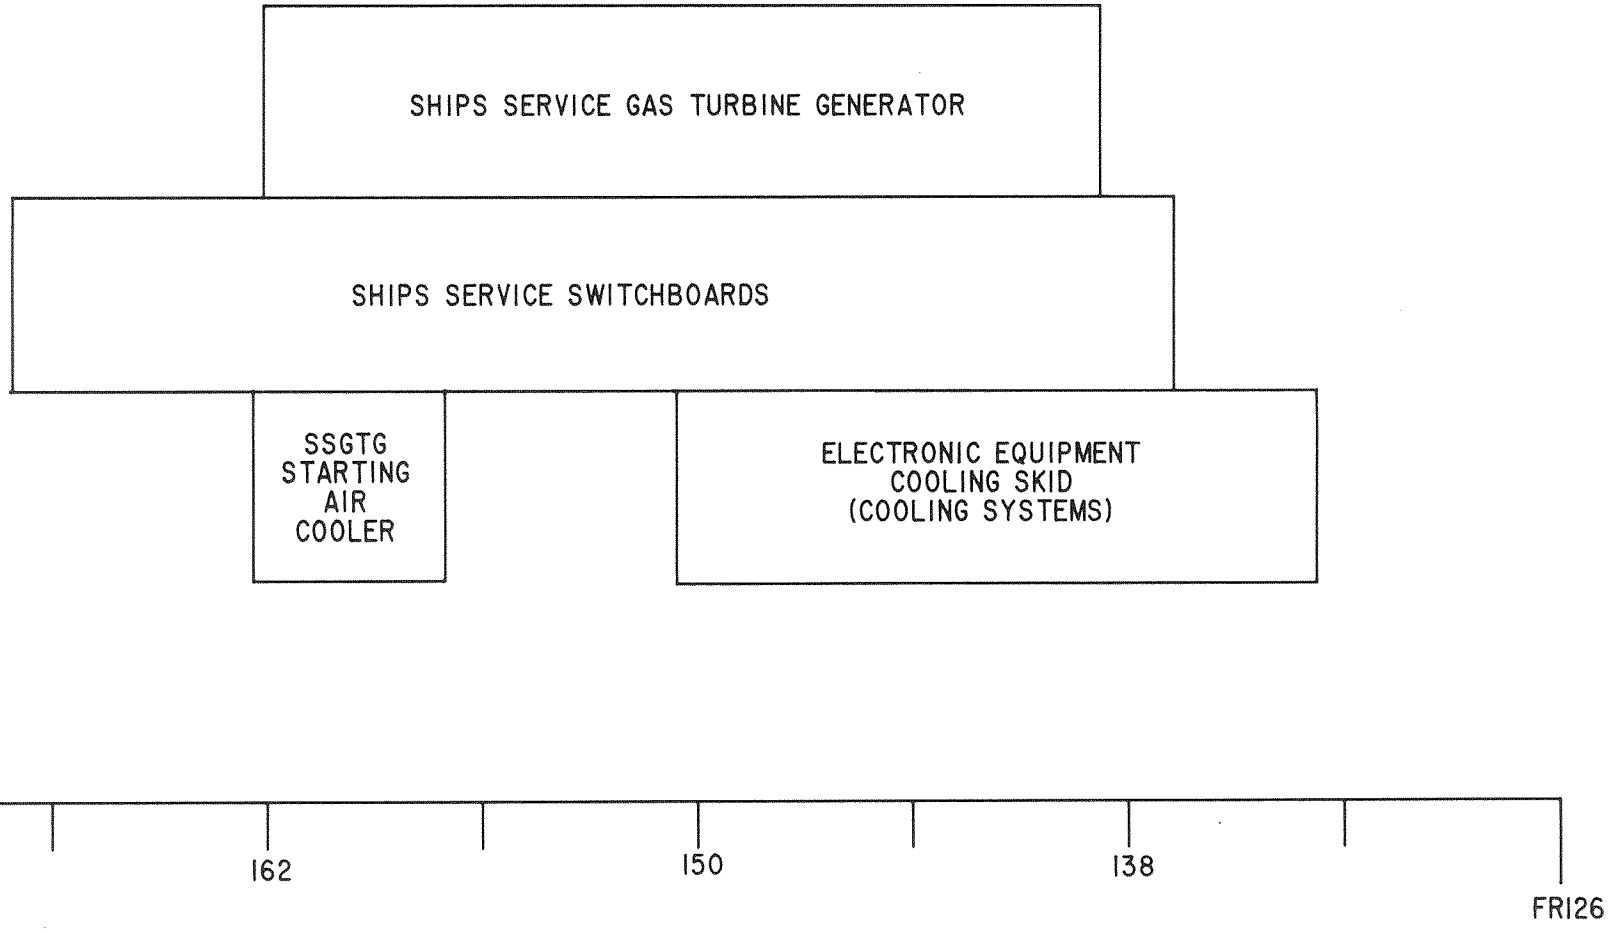 SHIPS SERVICE GAS TURBINE GENERATOR
SHIPS SERVICE SWITCHBOARDS
SSGTG
STARTING
AIR
COOLER
ELECTRONIC EQUIPMENT
COOLING SKID
(COOLING SYSTEMS)
162
150
138
FR126